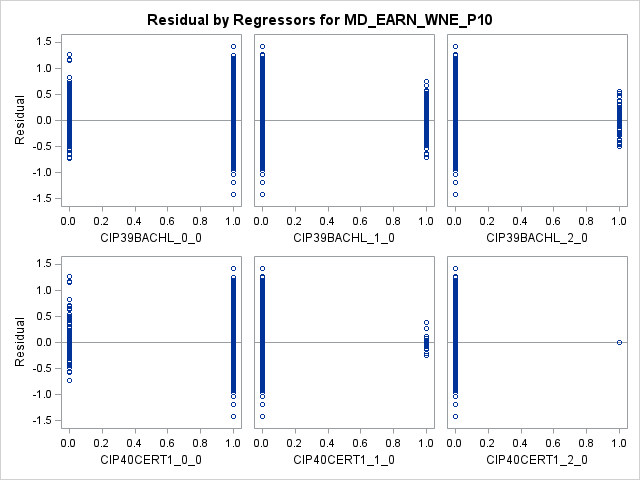 Residual by Regressors for MD_EARN_WNE_P10
1.5
1.0
0.5
0.0
-0.5
-1.0
-1.5
Residual
0.0 0.2 0.4 0.6 0.8 1.0 0.0 0.2 0.4 0.6 0.8 1.0 0.0 0.2 0.4 0.6 0.8 1.0
CIP39BACHL_0_0 CIP39BACHL_1_0 CIP39BACHL_2_0
1.5
1.0
0.5
0.0
-0.5
-1.0
-1.5
Residual
0.0 0.2 0.4 0.6 0.8 1.0 0.0 0.2 0.4 0.6 0.8 1.0 0.0 0.2 0.4 0.6 0.8 1.0
CIP40CERT1_0_0 CIP40CERT1_1_0 CIP40CERT1_2_0